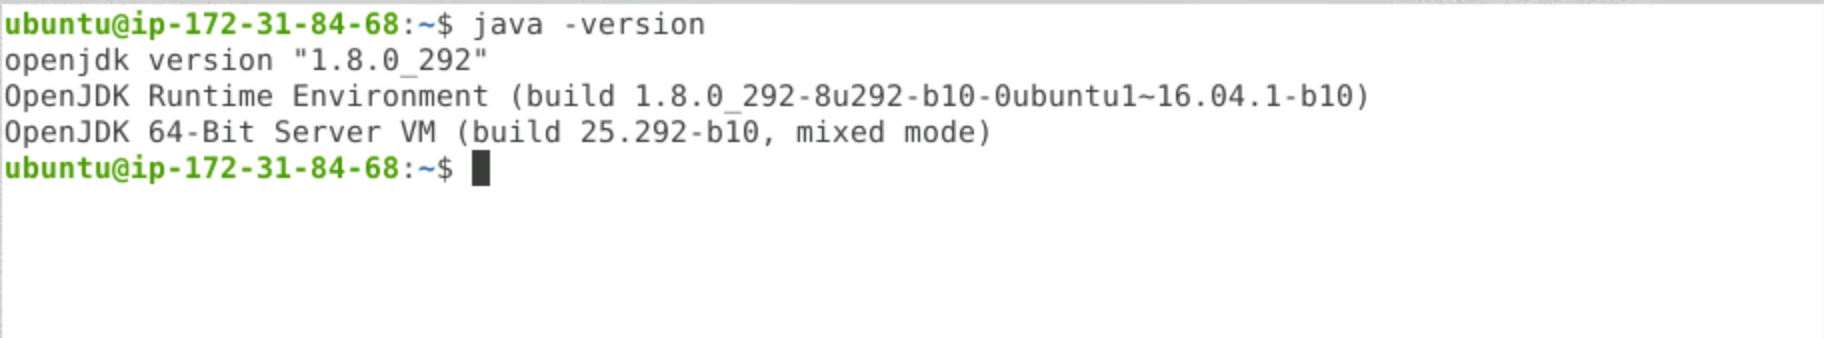 ubuntu@ip-172-31-84-68:~$ java -version
openjdk version "1.8.0_292"
OpenJDK Runtime Environment (build 1.8.0_292-8u292-b10-0ubuntu1~16.04.1-b10)
OpenJDK 64-Bit Server VM (build 25.292-b10, mixed mode)
ubuntu@ip-172-31-84-68:~$